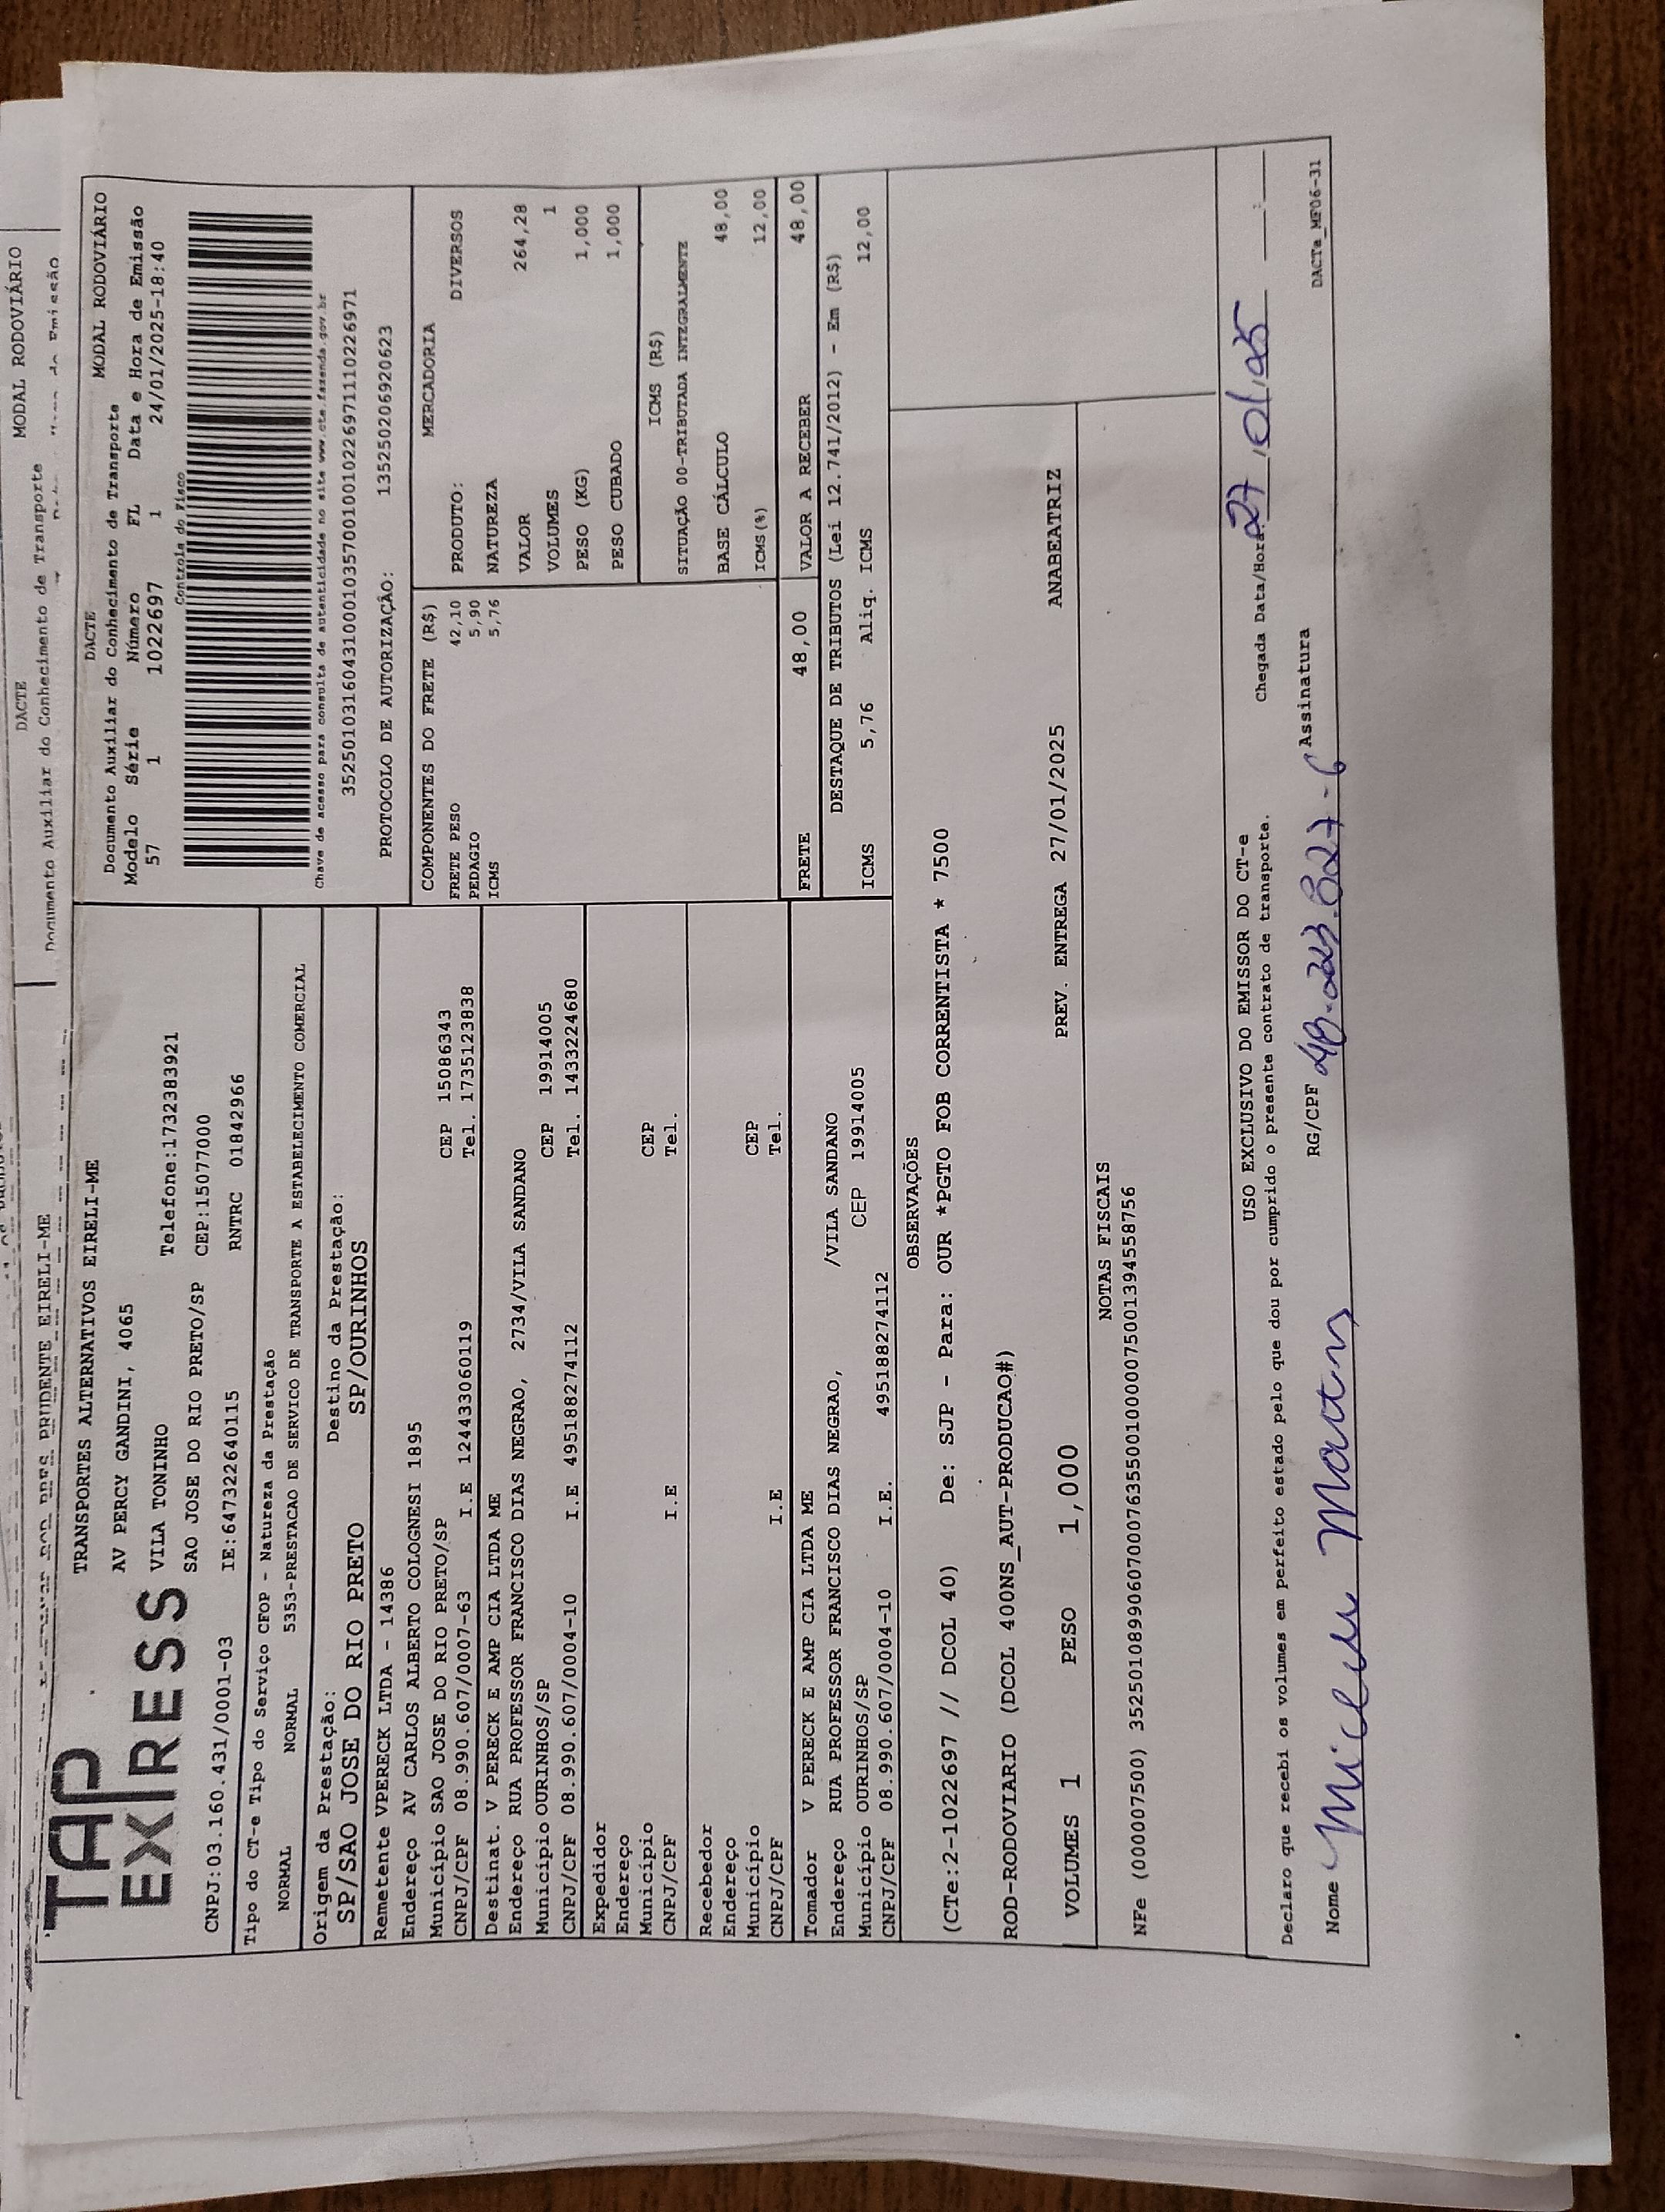 DACTE
MODAL RODOVIÁRIO
Documento Auxiliar do Conhecimento de Transporte
PRUDENTE EIRELI-ME
TAP
EXPRESS
TRANSPORTES ALTERNATIVOS EIRELI-ME
AV PERCY GANDINI, 4065
VILA TONINHO Telefone:1732383921
SAO JOSE DO RIO PRETO/SP CEP:15077000
CNPJ:03.160.431/0001-03 IE:647322640115 RNTRC 01842966
DACTE MODAL RODOVIÁRIO
Documento Auxiliar do Conhecimento de Transporte
Modelo Série Número FL Data e Hora de Emissão
57 1 1022697 1 24/01/2025-18:40
Controle do Fisco
Chave de acesso para consulta de autenticidade no site www.cte.fazenda.gov.br
35250103160431000103570010010226971110226971
PROTOCOLO DE AUTORIZAÇÃO: 135250206920623
Tipo do CT-e Tipo do Serviço CFOP - Natureza da Prestação
NORMAL NORMAL 5353-PRESTACAO DE SERVICO DE TRANSPORTE A ESTABELECIMENTO COMERCIAL
Origem da Prestação: Destino da Prestação:
SP/SAO JOSE DO RIO PRETO SP/OURINHOS
Remetente VPERECK LTDA - 14386
Endereço AV CARLOS ALBERTO COLOGNESI 1895
Município SAO JOSE DO RIO PRETO/SP CEP 15086343
CNPJ/CPF 08.990.607/0007-63 I.E 124433060119 Tel. 173512383８
Destinat. V PERECK E AMP CIA LTDA ME
Endereço RUA PROFESSOR FRANCISCO DIAS NEGRAO, 2734/VILA SANDANO
Município OURINHOS/SP CEP 19914005
CNPJ/CPF 08.990.607/0004-10 I.E 495188274112 Tel. 1433224680
Expedidor
Endereço
Município CEP
CNPJ/CPF I.E Tel.
Recebedor
Endereço
Município CEP
CNPJ/CPF I.E Tel.
Tomador V PERECK E AMP CIA LTDA ME
Endereço RUA PROFESSOR FRANCISCO DIAS NEGRAO, /VILA SANDANO
Município OURINHOS/SP CEP 19914005
CNPJ/CPF 08.990.607/0004-10 I.E. 495188274112
COMPONENTES DO FRETE (R$)
FRETE PESO 42,10
PEDAGIO 5,90
ICMS 5,76
MERCADORIA
PRODUTO: DIVERSOS
NATUREZA
VALOR 264,28
VOLUMES 1
PESO (KG) 1,000
PESO CUBADO 1,000
ICMS (R$)
SITUAÇÃO 00-TRIBUTADA INTEGRALMENTE
BASE CÁLCULO 48,00
ICMS(%) 12,00
FRETE 48,00 VALOR A RECEBER 48,00
DESTAQUE DE TRIBUTOS (Lei 12.741/2012) - Em (R$)
ICMS 5,76 Aliq. ICMS 12,00
OBSERVAÇÕES
(CTe:2-1022697 // DCOL 40) De: SJP - Para: OUR *PGTO FOB CORRENTISTA * 7500
ROD-RODOVIARIO (DCOL 400NS_AUT-PRODUCAO#)
VOLUMES 1 PESO 1,000 PREV. ENTREGA 27/01/2025 ANABEATRIZ
NOTAS FISCAIS
NFe (000007500) 35250108990607000763550010000075001394558756
USO EXCLUSIVO DO EMISSOR DO CT-e
Declaro que recebi os volumes em perfeito estado pelo que dou por cumprido o presente contrato de transporte.
Chegada Data/Hora 27/01/25
Nome Micheli Martins RG/CPF 48.023.827-6 Assinatura
DACTe_MF06-31